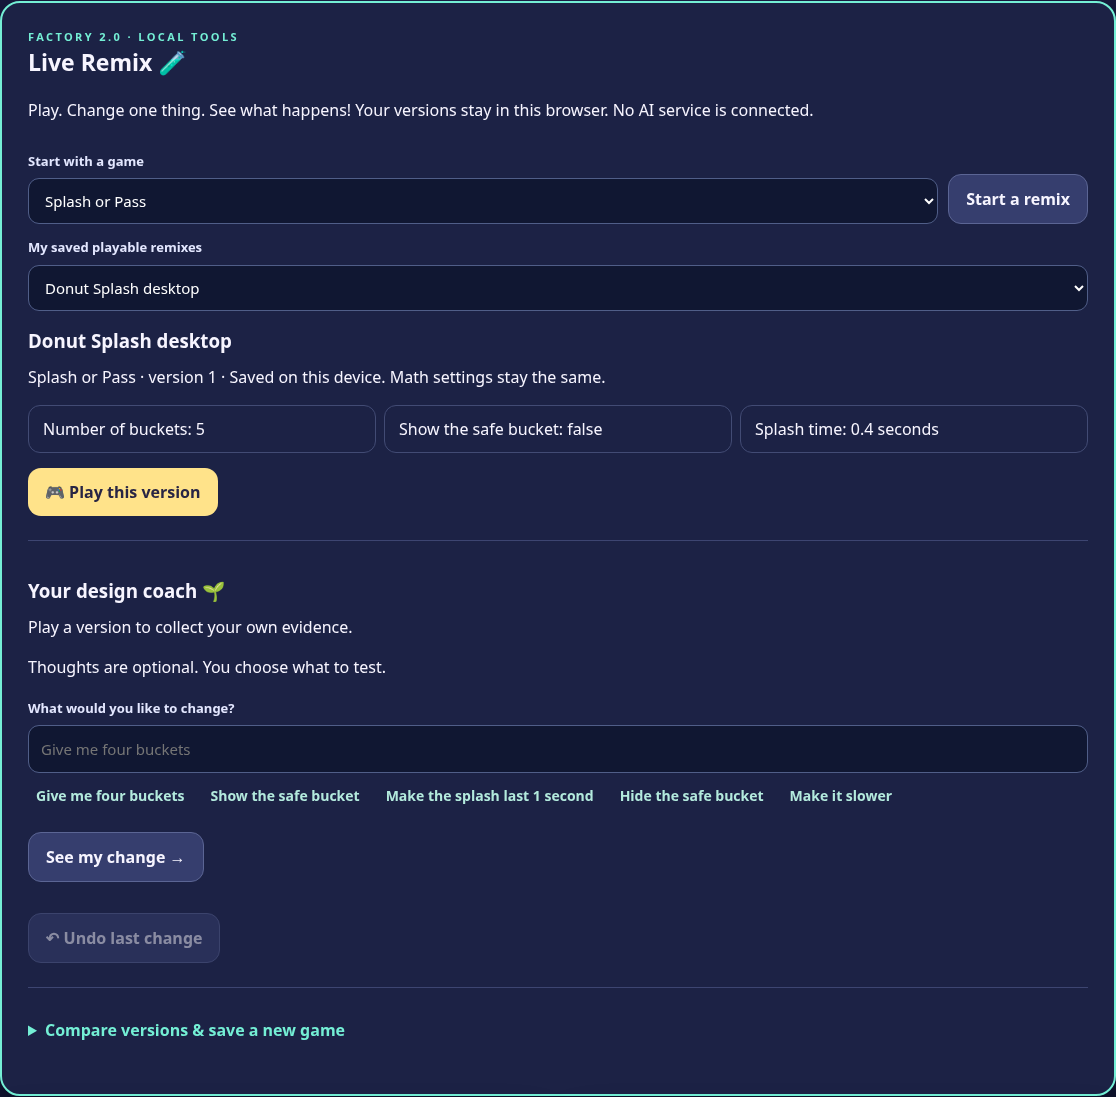 FACTORY 2.0 · LOCAL TOOLS
Live Remix 🧪
Play. Change one thing. See what happens! Your versions stay in this browser. No AI service is connected.
Start with a game
Splash or Pass
Start a remix
My saved playable remixes
Donut Splash desktop
Donut Splash desktop
Splash or Pass · version 1 · Saved on this device. Math settings stay the same.
Number of buckets: 5
Show the safe bucket: false
Splash time: 0.4 seconds
🎮 Play this version
Your design coach 🌱
Play a version to collect your own evidence.
Thoughts are optional. You choose what to test.
What would you like to change?
Give me four buckets
Give me four buckets
Show the safe bucket
Make the splash last 1 second
Hide the safe bucket
Make it slower
See my change →
↶ Undo last change
▶ Compare versions & save a new game